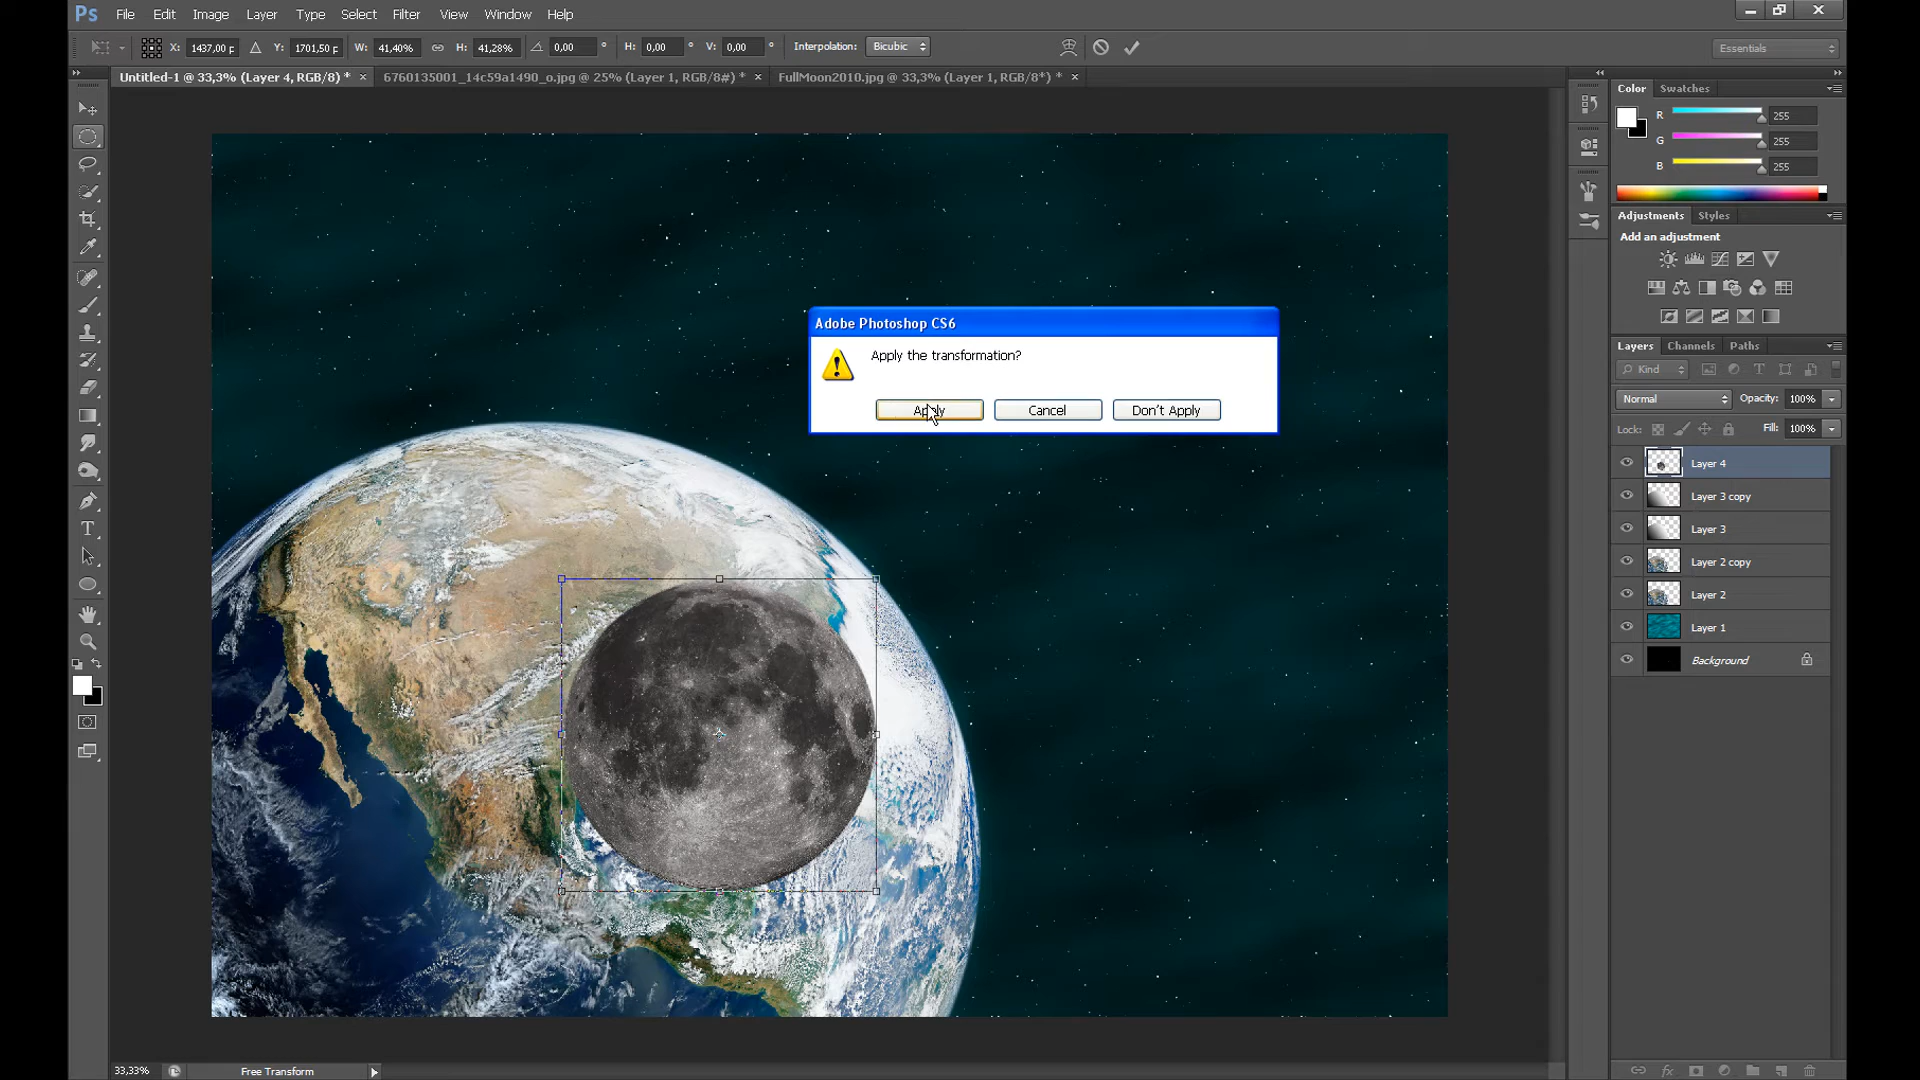 Ps File Edit Image Layer Type Select Filter View Window Help
X: 1437,00 p Y: 1701,50 p W: 41,40% H: 41,28% 0,00 ° H: 0,00 ° V: 0,00 ° Interpolation: Bicubic Essentials
Untitled-1 @ 33,3% (Layer 4, RGB/8) * × 6760135001_14c59a1490_o.jpg @ 25% (Layer 1, RGB/8#) * × FullMoon2010.jpg @ 33,3% (Layer 1, RGB/8*) * ×
Color Swatches
R 255
G 255
B 255
Adjustments Styles
Add an adjustment
Adobe Photoshop CS6
Apply the transformation?
Apply Cancel Don't Apply
Layers Channels Paths
Kind
Normal Opacity: 100%
Lock: Fill: 100%
Layer 4
Layer 3 copy
Layer 3
Layer 2 copy
Layer 2
Layer 1
Background
33,33% Free Transform